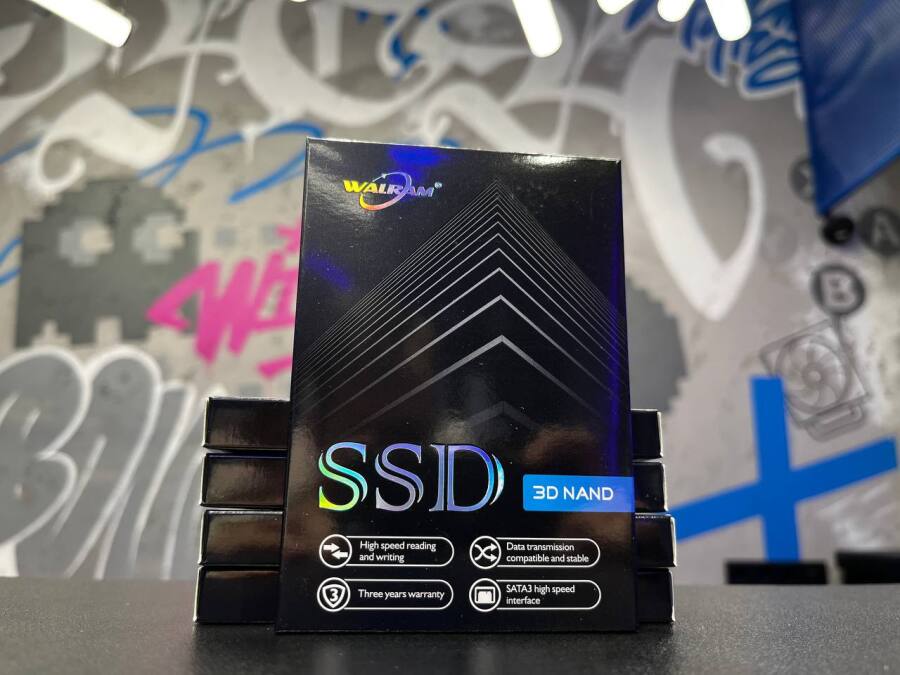 WALRAM®
SSD
3D NAND
High speed reading
and writing
Data transmission
compatible and stable
3
Three years warranty
SATA3 high speed
interface
A
B